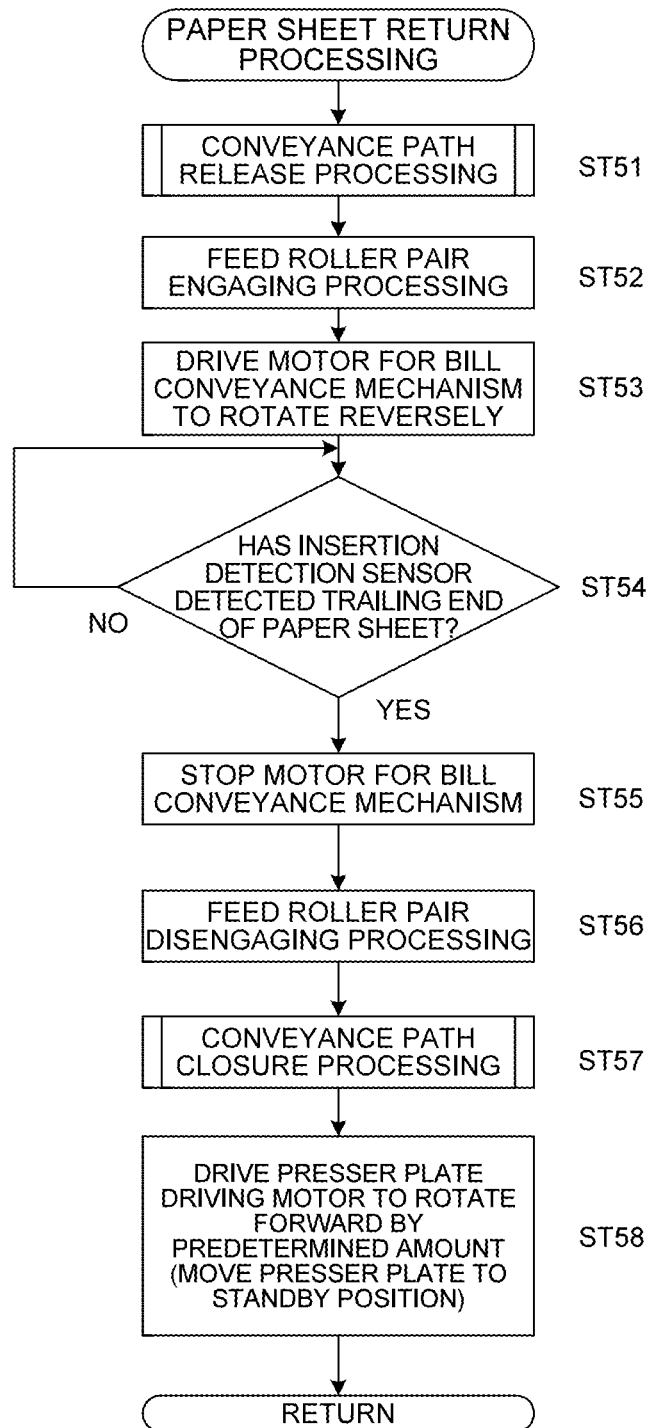 PAPER SHEET RETURN
PROCESSING
CONVEYANCE PATH
RELEASE PROCESSING
ST51
FEED ROLLER PAIR
ENGAGING PROCESSING
ST52
DRIVE MOTOR FOR BILL
CONVEYANCE MECHANISM
TO ROTATE REVERSELY
ST53
HAS INSERTION
DETECTION SENSOR
DETECTED TRAILING END
OF PAPER SHEET?
ST54
NO
YES
STOP MOTOR FOR BILL
CONVEYANCE MECHANISM
ST55
FEED ROLLER PAIR
DISENGAGING PROCESSING
ST56
CONVEYANCE PATH
CLOSURE PROCESSING
ST57
DRIVE PRESSER PLATE
DRIVING MOTOR TO ROTATE
FORWARD BY
PREDETERMINED AMOUNT
(MOVE PRESSER PLATE TO
STANDBY POSITION)
ST58
RETURN